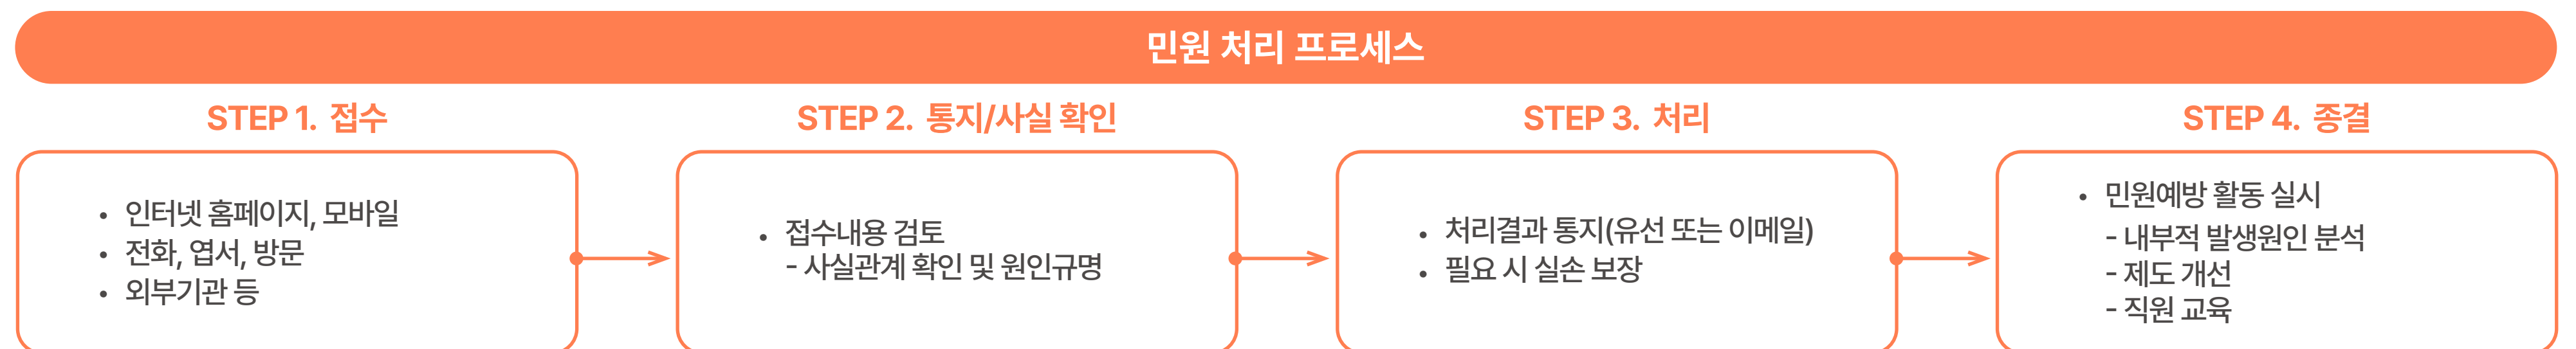 민원 처리 프로세스
STEP 1. 접수
• 인터넷 홈페이지, 모바일
• 전화, 엽서, 방문
• 외부기관 등
STEP 2. 통지/사실 확인
• 접수내용 검토
- 사실관계 확인 및 원인규명
STEP 3. 처리
• 처리결과 통지(유선 또는 이메일)
• 필요 시 실손 보장
STEP 4. 종결
• 민원예방 활동 실시
- 내부적 발생원인 분석
- 제도 개선
- 직원 교육